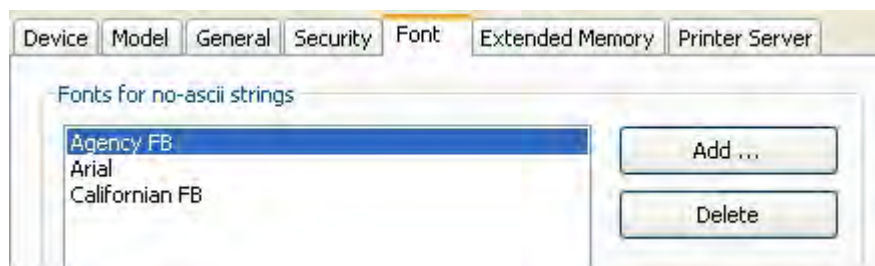 Device Model General Security Font Extended Memory Printer Server
Fonts for no-ascii strings
Agency FB
Arial
Californian FB
Add ...
Delete